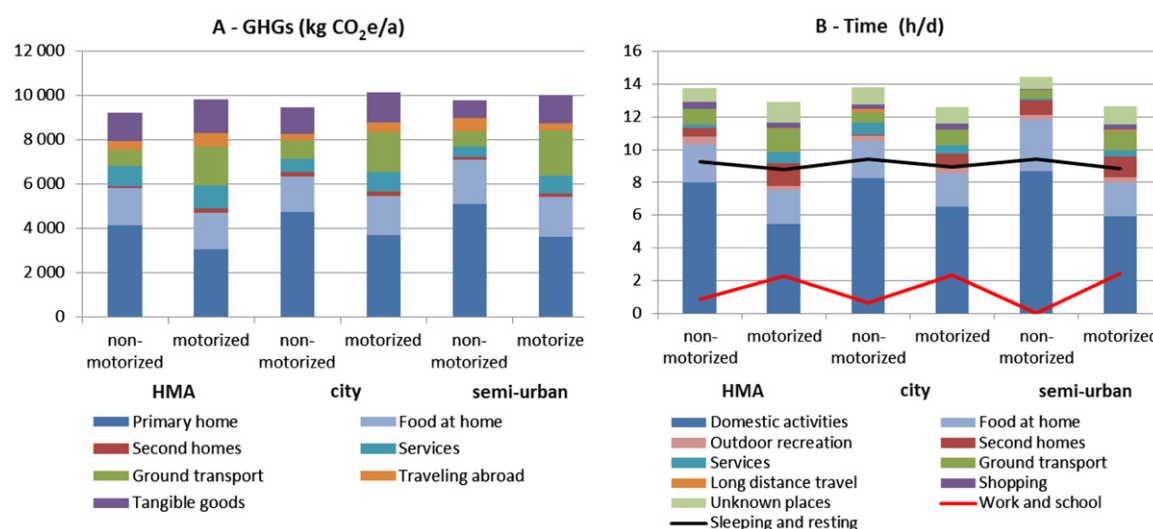 A - GHGs (kg CO₂e/a)
12 000
10 000
8 000
6 000
4 000
2 000
0
non-motorized motorized non-motorized motorized non-motorized motorize
HMA city semi-urban
Primary home Food at home
Second homes Services
Ground transport Traveling abroad
Tangible goods
B - Time (h/d)
16
14
12
10
8
6
4
2
0
non-motorized motorized non-motorized motorized non-motorized motorized
HMA city semi-urban
Domestic activities Food at home
Outdoor recreation Second homes
Services Ground transport
Long distance travel Shopping
Unknown places Work and school
Sleeping and resting